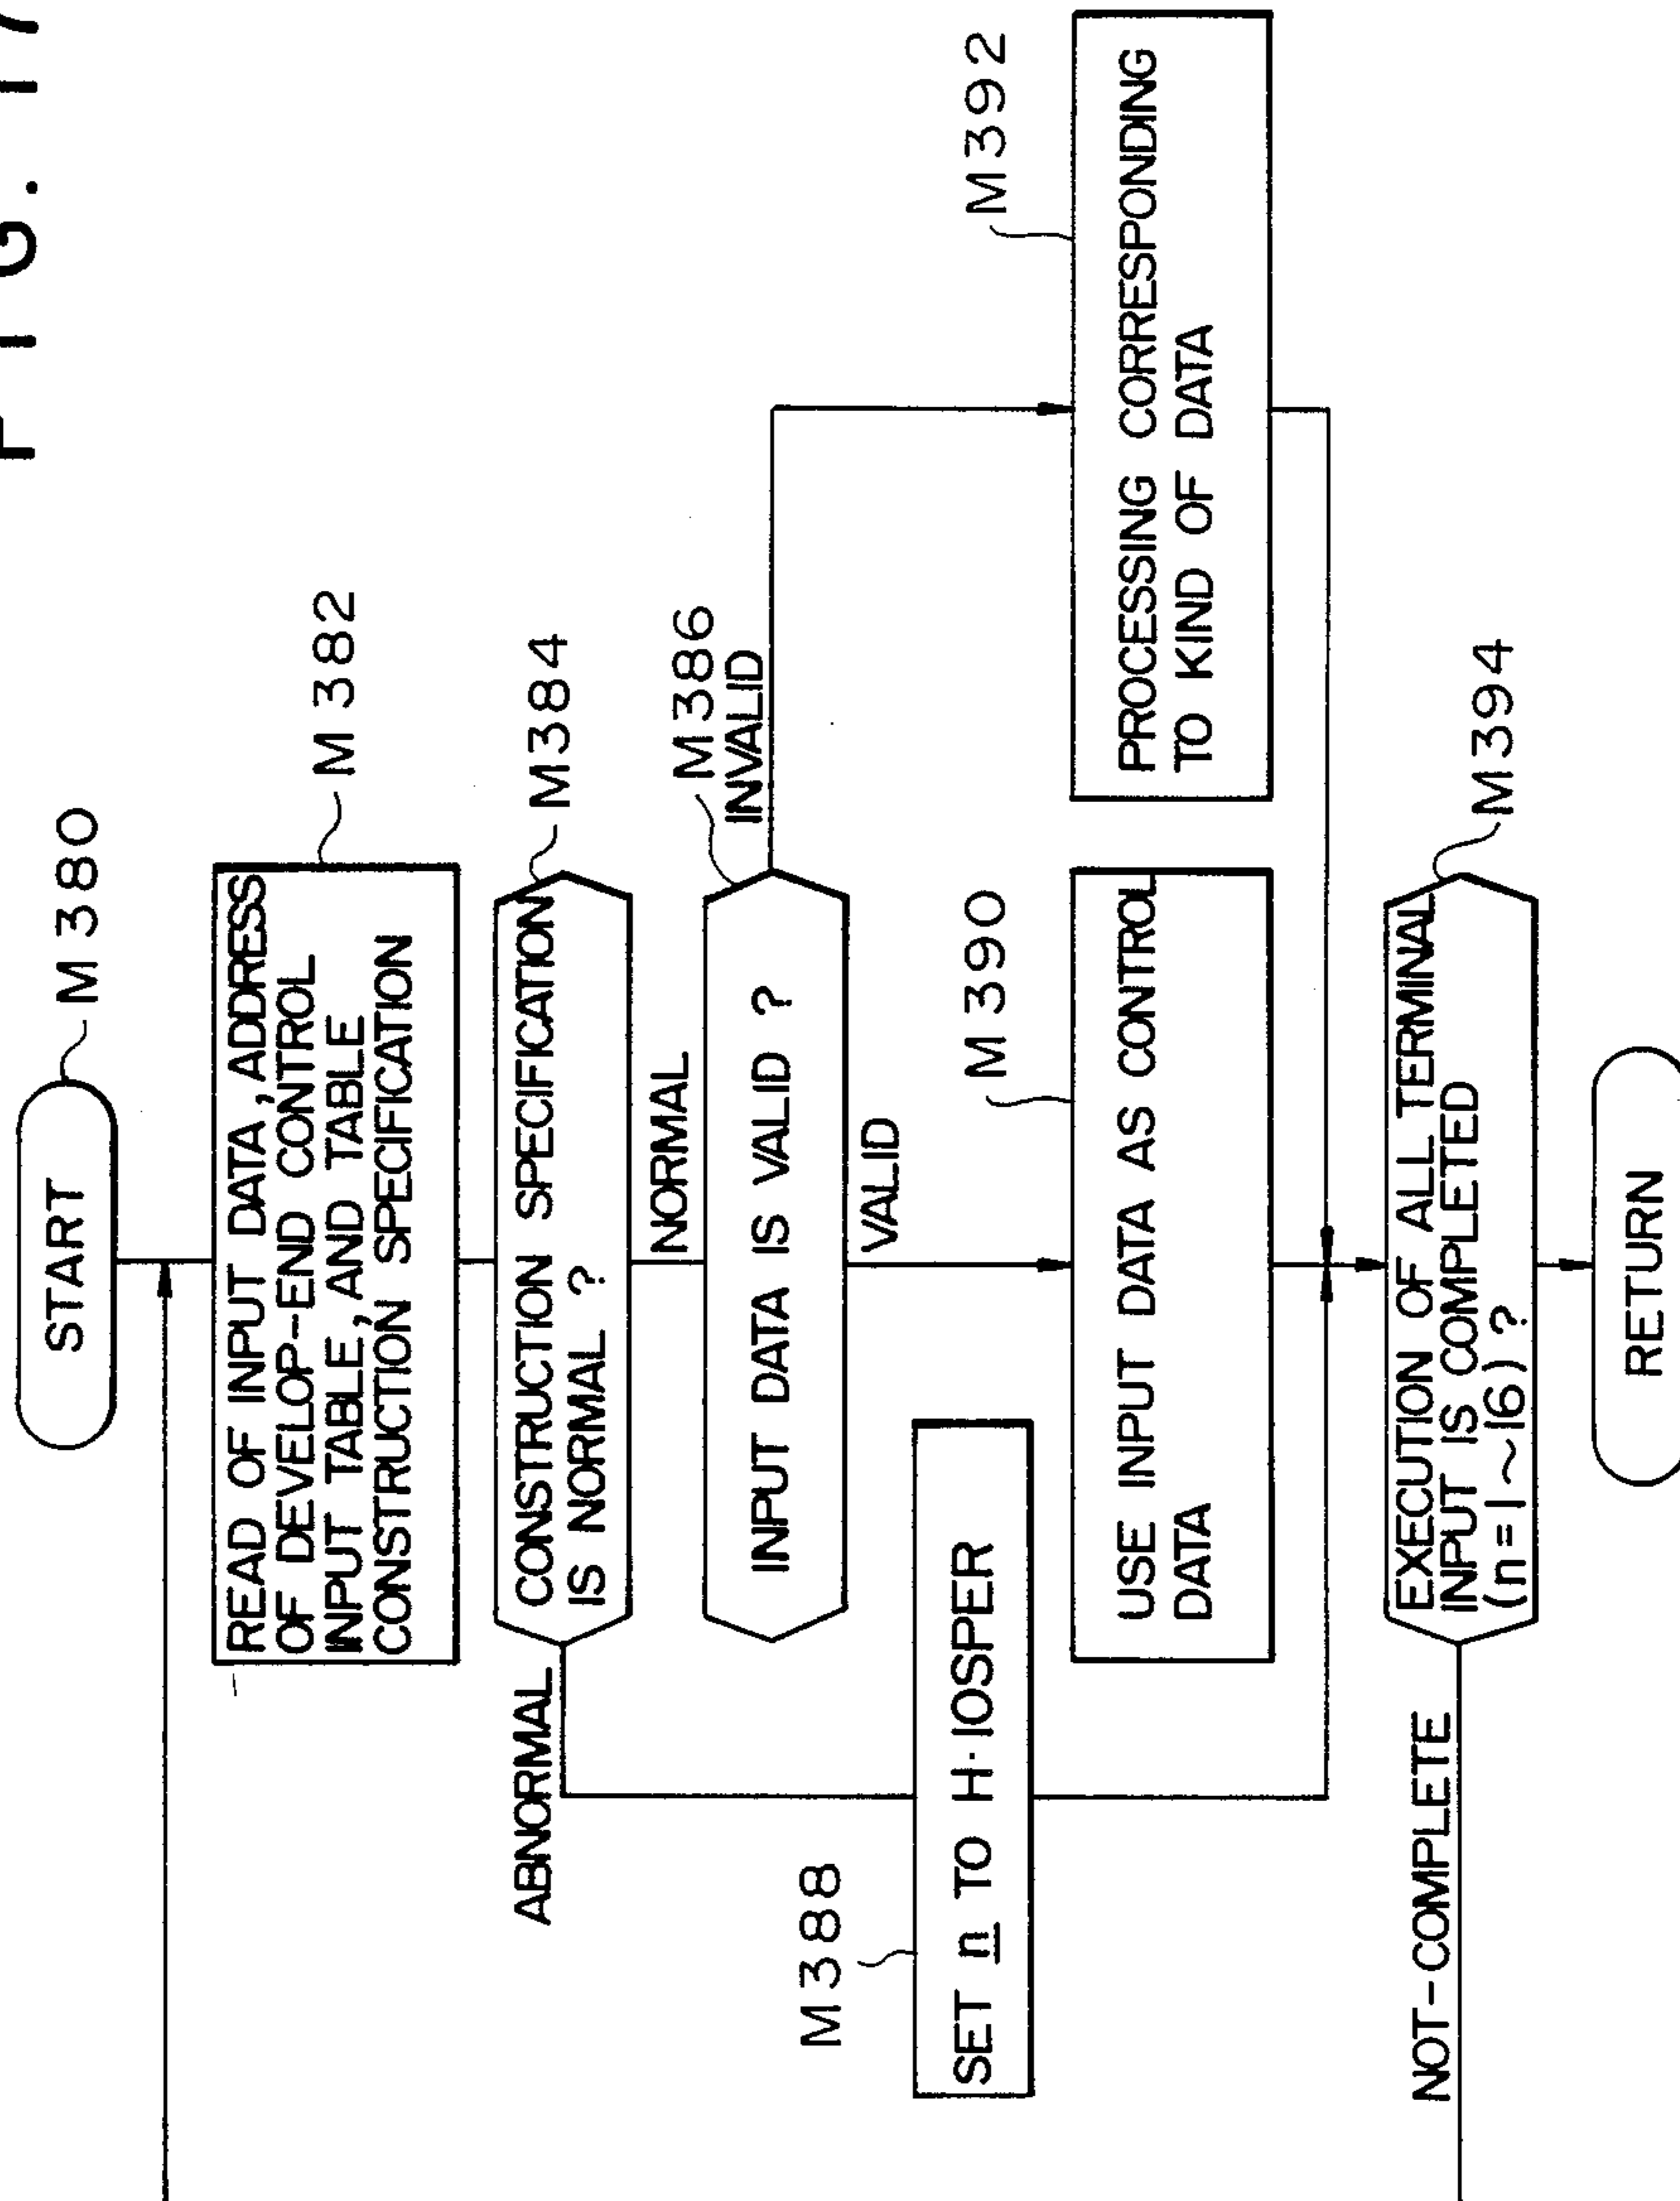 FIG. 17
START
M380
READ OF INPUT DATA, ADDRESS
OF DEVELOP-END CONTROL
INPUT TABLE, AND TABLE
CONSTRUCTION SPECIFICATION
M382
CONSTRUCTION SPECIFICATION
IS NORMAL ?
M384
ABNORMAL
NORMAL
INPUT DATA IS VALID ?
M386
INVALID
VALID
M388
SET n TO H·IOSPER
M390
USE INPUT DATA AS CONTROL
DATA
M392
PROCESSING CORRESPONDING
TO KIND OF DATA
EXECUTION OF ALL TERMINAL
INPUT IS COMPLETED
(n=1~16) ?
M394
NOT-COMPLETE
RETURN